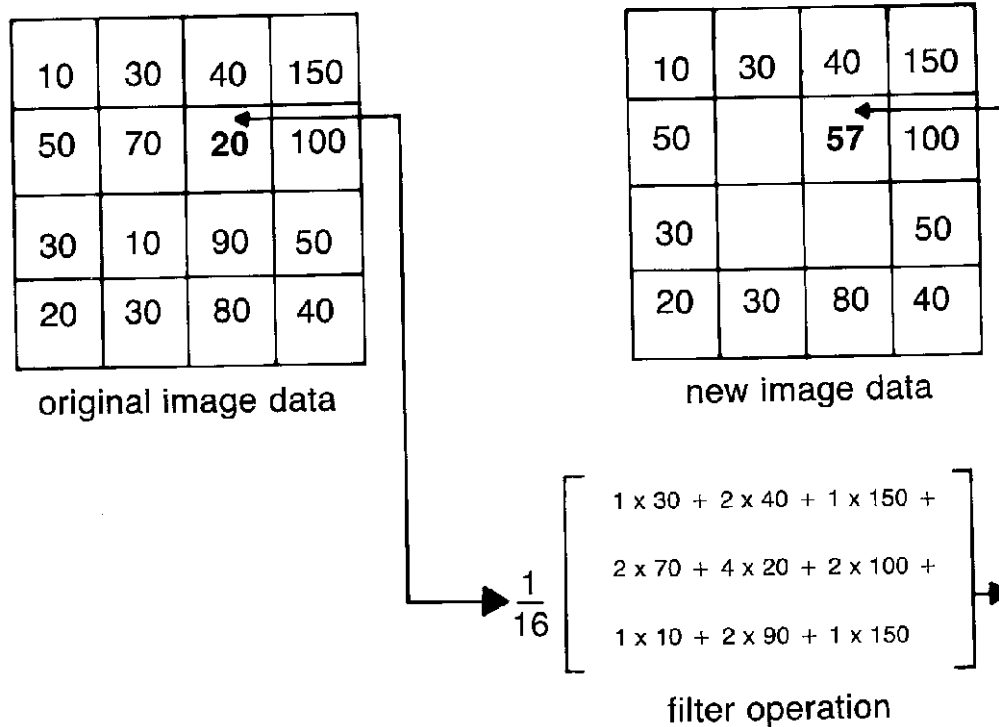 10 30 40 150
50 70 20 100
30 10 90 50
20 30 80 40
original image data
10 30 40 150
50 57 100
30 50
20 30 80 40
new image data
1/16
1 x 30 + 2 x 40 + 1 x 150 +
2 x 70 + 4 x 20 + 2 x 100 +
1 x 10 + 2 x 90 + 1 x 150
filter operation